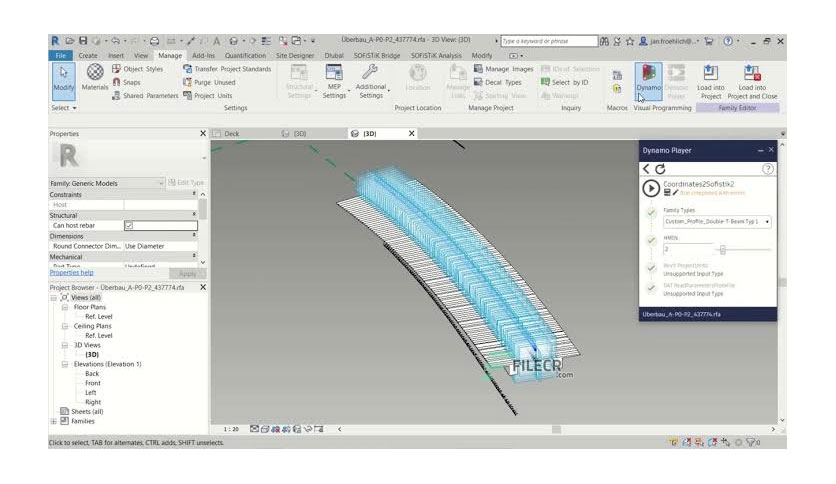 Überbau_A-P0-P2_437774.rfa - 3D View: (3D)
Type a keyword or phrase
jan.froehlich@...
File Create Insert View Manage Add-Ins Quantification Site Designer Dlubal SOFiSTiK Bridge SOFiSTiK Analysis Modify
Modify
Materials
Object Styles
Snaps
Shared Parameters
Transfer Project Standards
Purge Unused
Project Units
Structural Settings
MEP Settings
Additional Settings
Location
Manage Links
Manage Images
Decal Types
Starting View
IDs of Selection
Select by ID
Warnings
Dynamo
Dynamo Player
Load into Project
Load into Project and Close
Select
Settings
Project Location
Manage Project
Inquiry
Macros
Visual Programming
Family Editor
Properties
X
Deck
(3D)
(3D)
X
Family: Generic Models
Edit Type
Constraints
Host
Structural
Can host rebar
Dimensions
Round Connector Dim... Use Diameter
Mechanical
Part Type Undefined
Properties help
Apply
Project Browser - Überbau_A-P0-P2_437774.rfa
X
Views (all)
Floor Plans
Ref. Level
Ceiling Plans
Ref. Level
3D Views
(3D)
Elevations (Elevation 1)
Back
Front
Left
Right
Sheets (all)
Families
Dynamo Player
Coordinates2Sofistik2
Run completed with errors
Family Types
Custom_Profile_Double-T-Beam Typ 1
2
Unsupported Input Type
Unsupported Input Type
Überbau_A-P0-P2_437774.rfa
FILECR
.com
1 : 20
Click to select, TAB for alternates, CTRL adds, SHIFT unselects.
:0